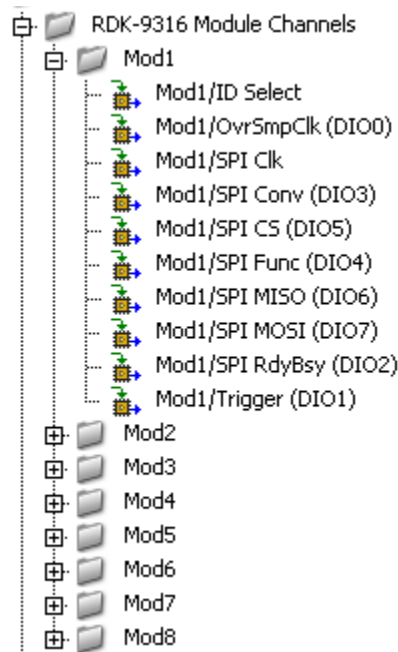 RDK-9316 Module Channels
Mod1
Mod1/ID Select
Mod1/OvrSmpClk (DIO0)
Mod1/SPI Clk
Mod1/SPI Conv (DIO3)
Mod1/SPI CS (DIO5)
Mod1/SPI Func (DIO4)
Mod1/SPI MISO (DIO6)
Mod1/SPI MOSI (DIO7)
Mod1/SPI RdyBsy (DIO2)
Mod1/Trigger (DIO1)
Mod2
Mod3
Mod4
Mod5
Mod6
Mod7
Mod8